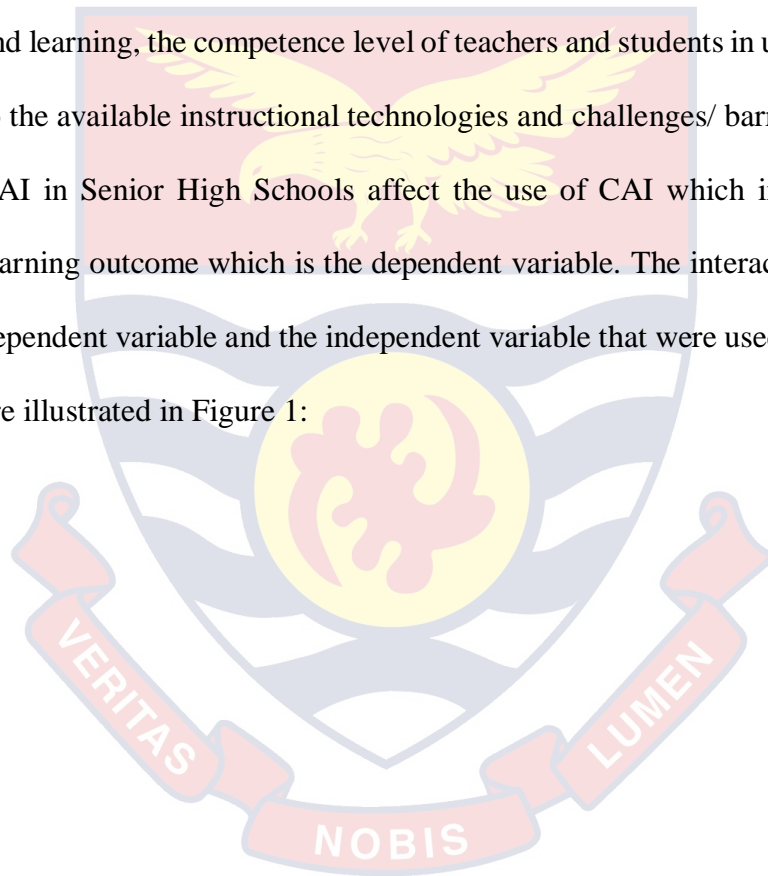 nd learning, the competence level of teachers and students in u
the available instructional technologies and challenges/ barr
AI in Senior High Schools affect the use of CAI which in
arning outcome which is the dependent variable. The interac
ependent variable and the independent variable that were used
re illustrated in Figure 1:
VERITAS
NOBIS
LUMEN